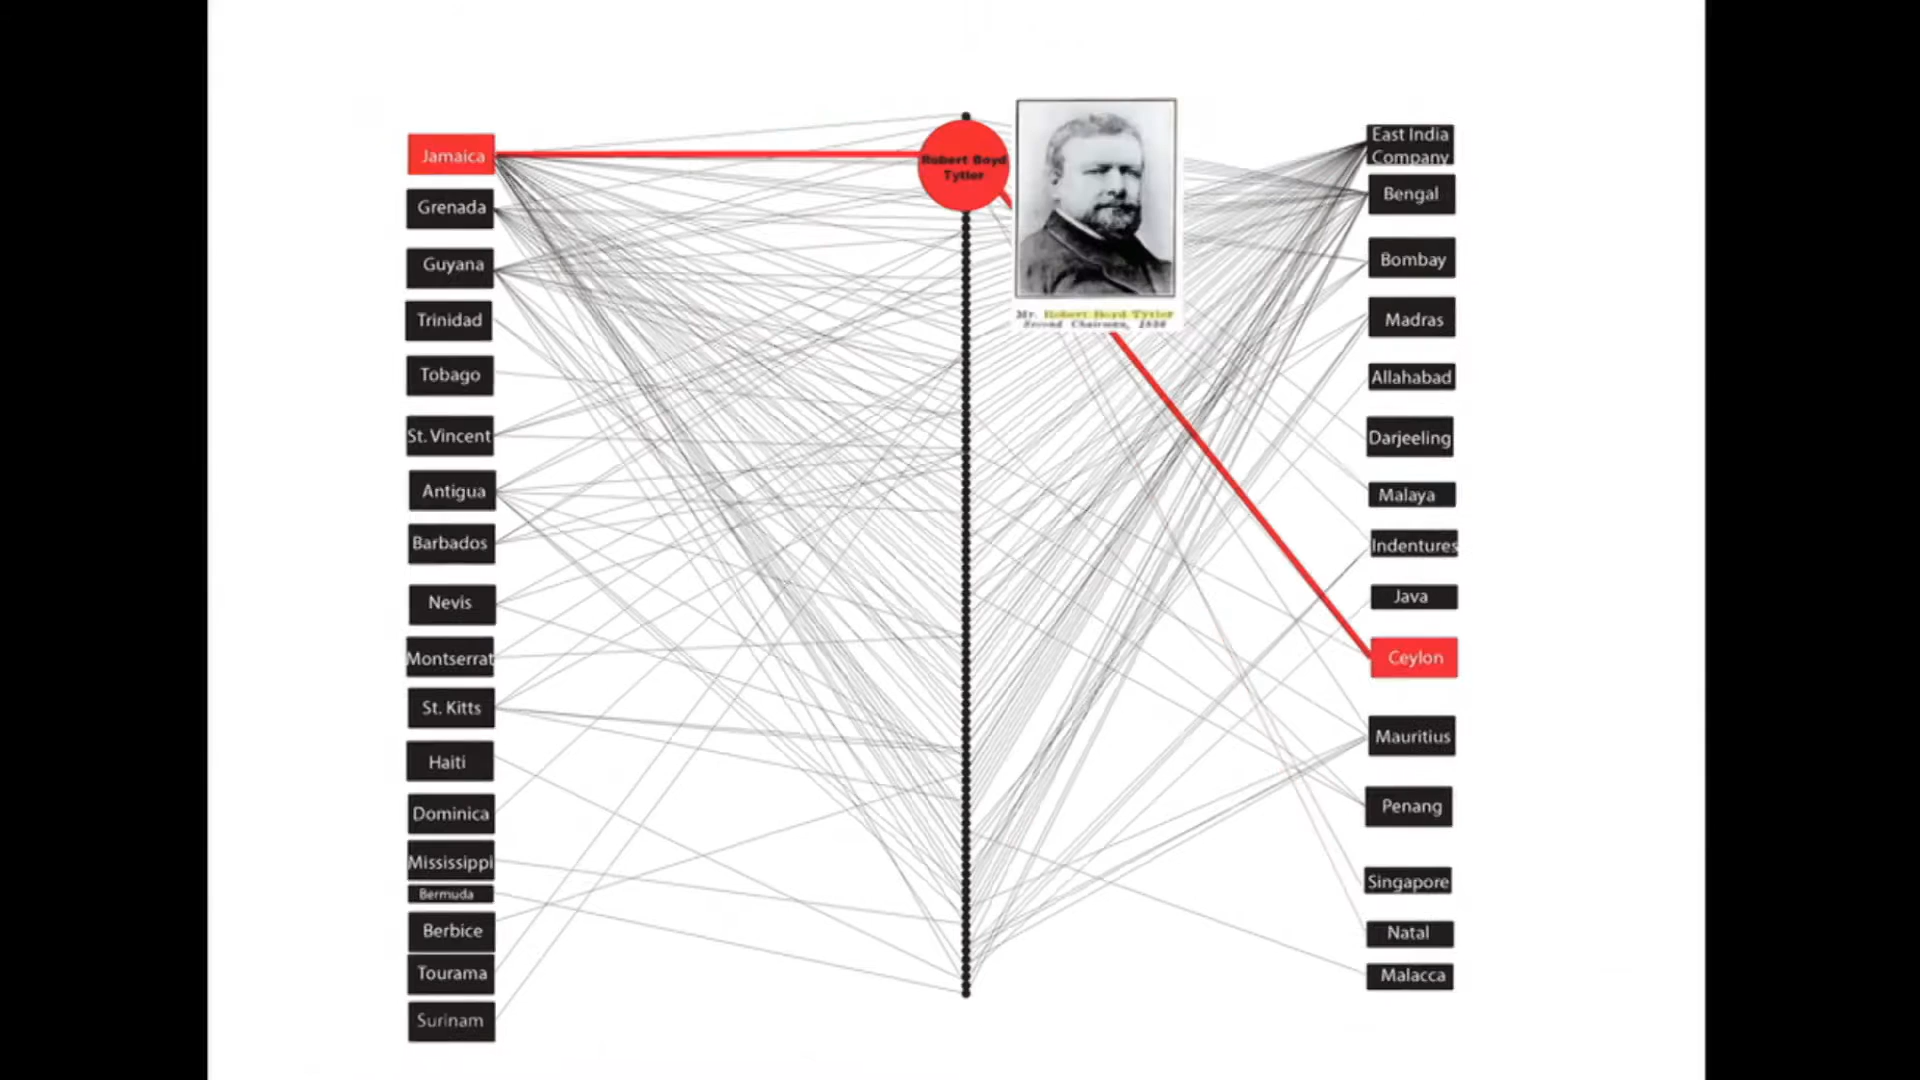 Jamaica
Grenada
Guyana
Trinidad
Tobago
St. Vincent
Antigua
Barbados
Nevis
Montserrat
St. Kitts
Haiti
Dominica
Mississippi
Bermuda
Berbice
Tourama
Surinam
Robert Boyd
Tytler
Mr. Robert Boyd Tytler
Second Chairman,
East India
Company
Bengal
Bombay
Madras
Allahabad
Darjeeling
Malaya
Indentures
Java
Ceylon
Mauritius
Penang
Singapore
Natal
Malacca